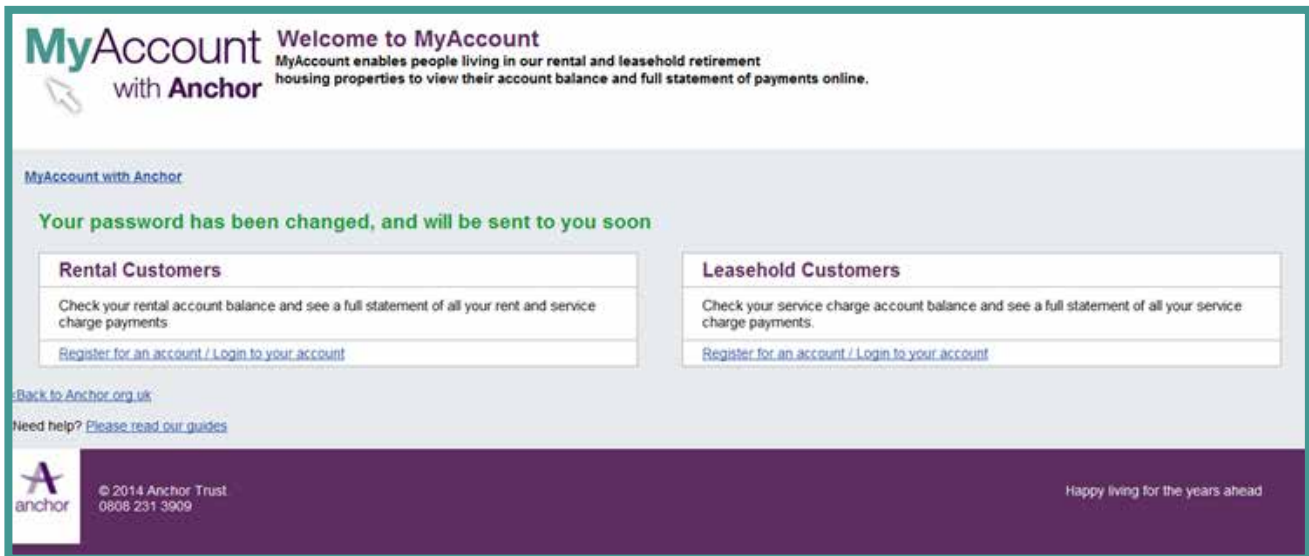 MyAccount
with Anchor
Welcome to MyAccount
MyAccount enables people living in our rental and leasehold retirement
housing properties to view their account balance and full statement of payments online.
MyAccount with Anchor
Your password has been changed, and will be sent to you soon
Rental Customers
Check your rental account balance and see a full statement of all your rent and service
charge payments
Register for an account / Login to your account
Leasehold Customers
Check your service charge account balance and see a full statement of all your service
charge payments.
Register for an account / Login to your account
‹Back to Anchor.org.uk
Need help? Please read our guides
anchor
© 2014 Anchor Trust
0808 231 3909
Happy living for the years ahead